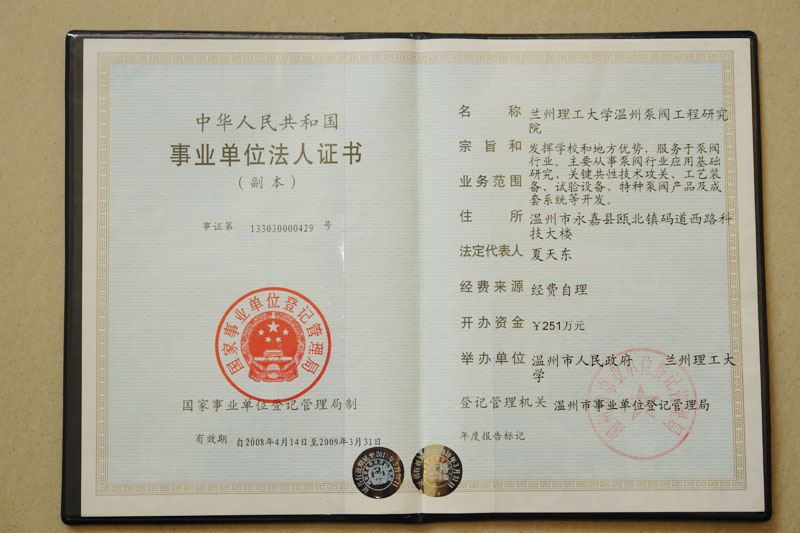 中华人民共和国
事业单位法人证书
（副本）
事证第 133030000429 号
国家事业单位登记管理局
国家事业单位登记管理局制
有效期 自2008年4月14日至2009年3月31日
名称 兰州理工大学温州泵阀工程研究
院
宗旨和 发挥学校和地方优势，服务于泵阀
行业。主要从事泵阀行业应用基础
业务范围 研究、关键共性技术攻关、工艺装
备、试验设备、特种泵阀产品及成
套系统等开发。
住所 温州市永嘉县瓯北镇码道西路科
技大楼
法定代表人 夏天东
经费来源 经费自理
开办资金 ￥251万元
举办单位 温州市人民政府 兰州理工大
学
登记管理机关 温州市事业单位登记管理局
年度报告标记